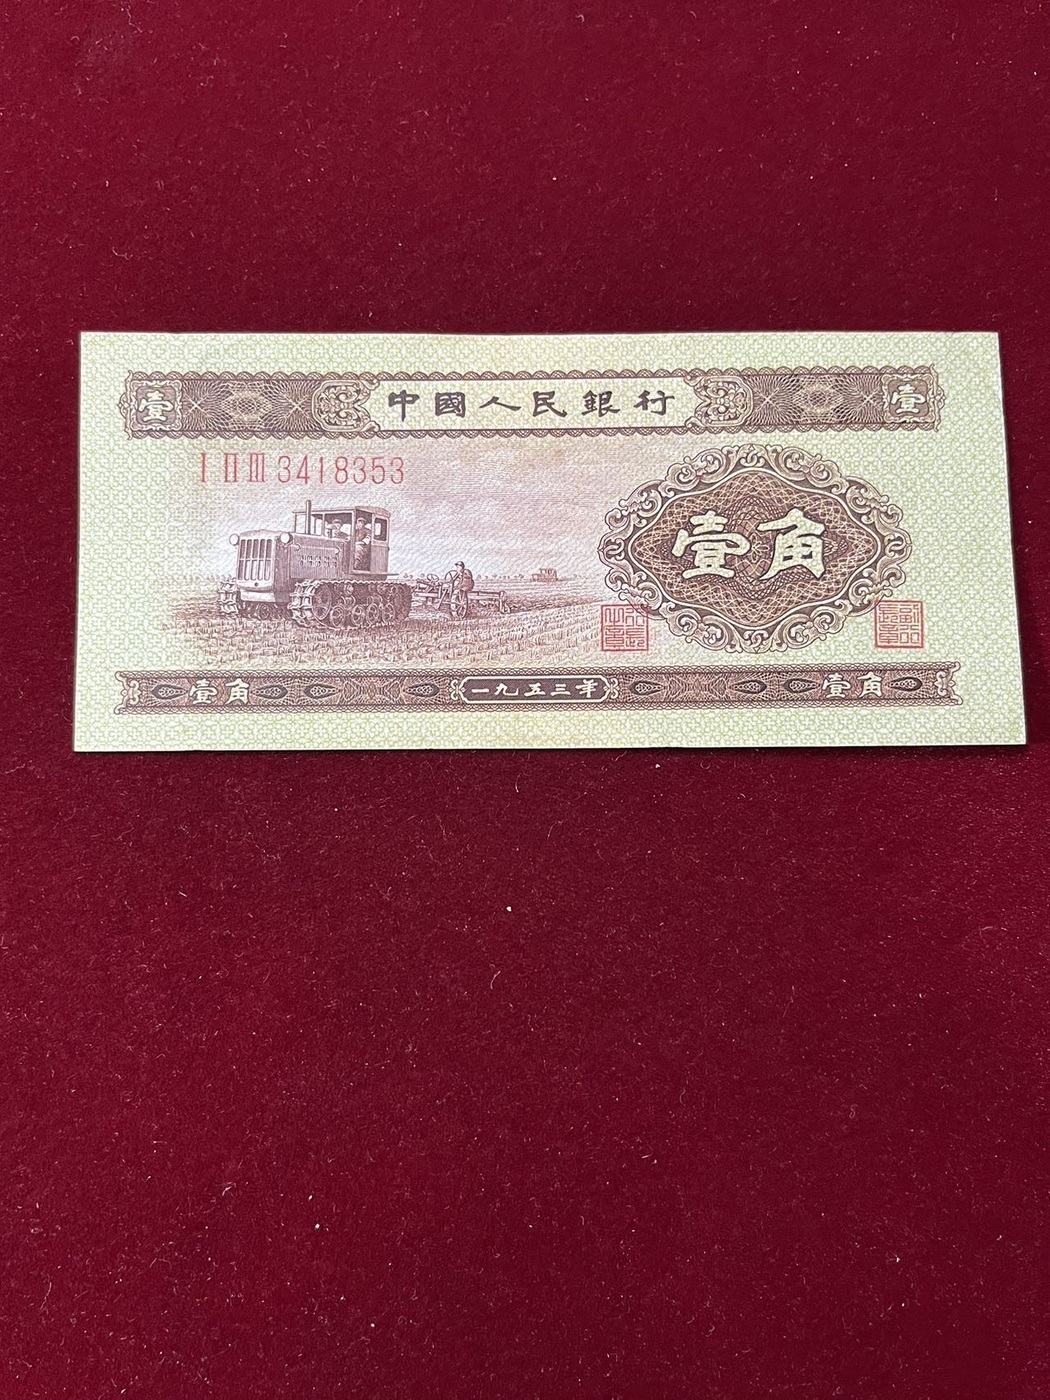 壹 中國人民銀行 壹
I II III 3418353
壹角
壹角 一九五三年 壹角